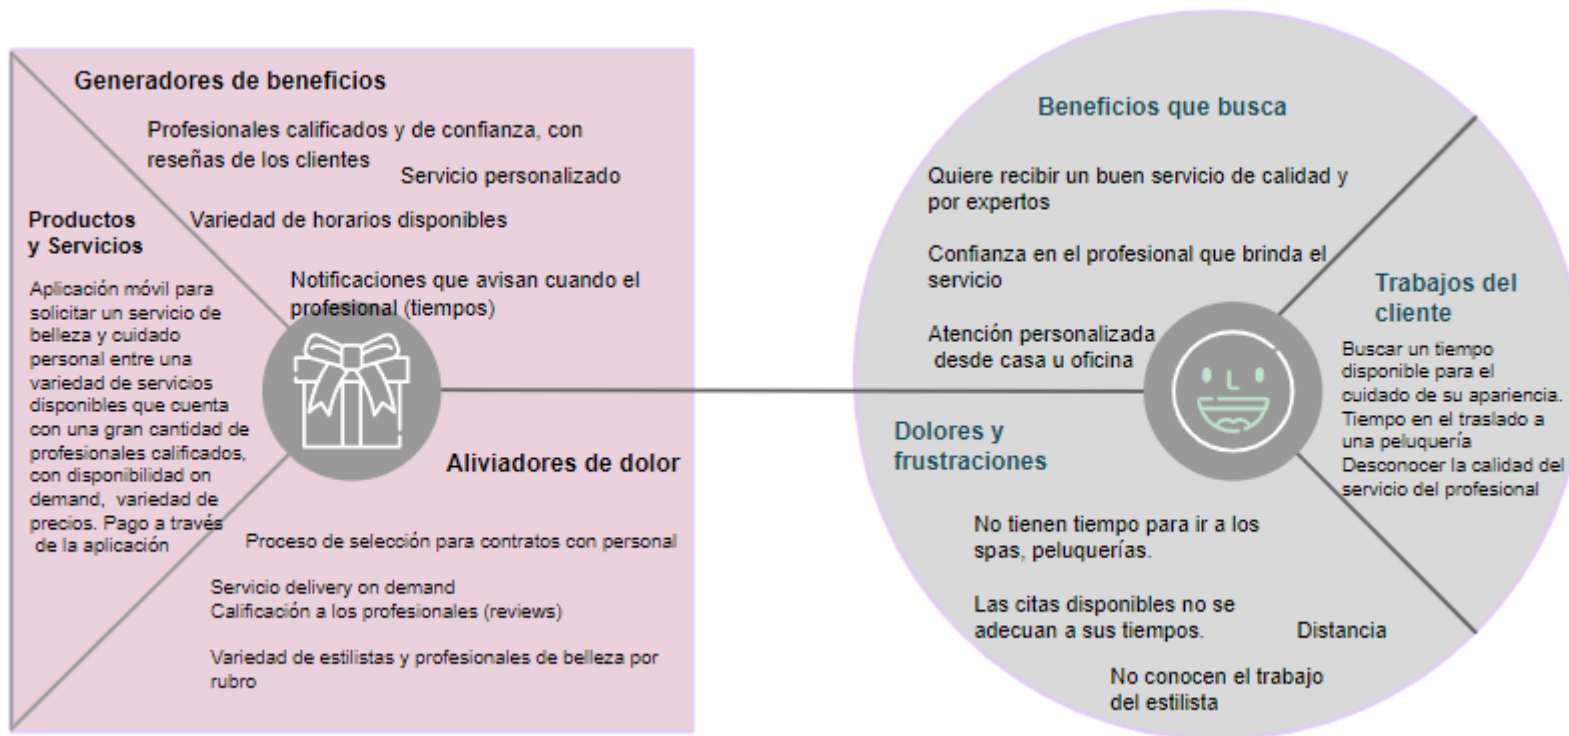 Generadores de beneficios
Profesionales calificados y de confianza, con
reseñas de los clientes
Servicio personalizado
Variedad de horarios disponibles
Notificaciones que avisan cuando el
profesional (tiempos)
Productos
y Servicios
Aplicación móvil para
solicitar un servicio de
belleza y cuidado
personal entre una
variedad de servicios
disponibles que cuenta
con una gran cantidad de
profesionales calificados,
con disponibilidad on
demand, variedad de
precios. Pago a través
de la aplicación
Aliviadores de dolor
Proceso de selección para contratos con personal
Servicio delivery on demand
Calificación a los profesionales (reviews)
Variedad de estilistas y profesionales de belleza por
rubro
Beneficios que busca
Quiere recibir un buen servicio de calidad y
por expertos
Confianza en el profesional que brinda el
servicio
Atención personalizada
desde casa u oficina
Trabajos del
cliente
Buscar un tiempo
disponible para el
cuidado de su apariencia.
Tiempo en el traslado a
una peluquería
Desconocer la calidad del
servicio del profesional
Dolores y
frustraciones
No tienen tiempo para ir a los
spas, peluquerías.
Las citas disponibles no se
adecuan a sus tiempos.
Distancia
No conocen el trabajo
del estilista